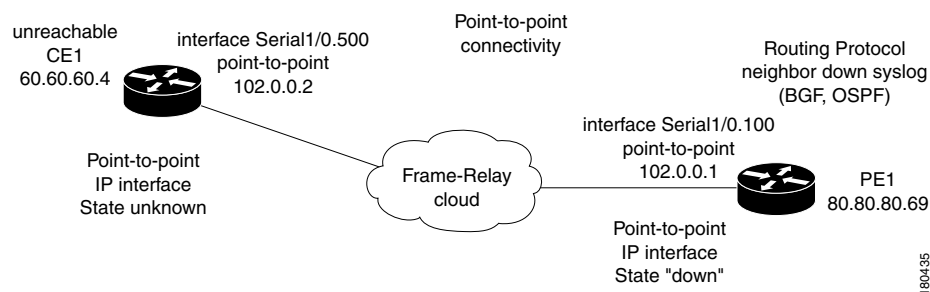 unreachable
CE1
60.60.60.4
interface Serial1/0.500
point-to-point
102.0.0.2
Point-to-point
connectivity
Routing Protocol
neighbor down syslog
(BGF, OSPF)
interface Serial1/0.100
point-to-point
102.0.0.1
Point-to-point
IP interface
State unknown
Frame-Relay
cloud
PE1
80.80.80.69
Point-to-point
IP interface
State "down"
180435